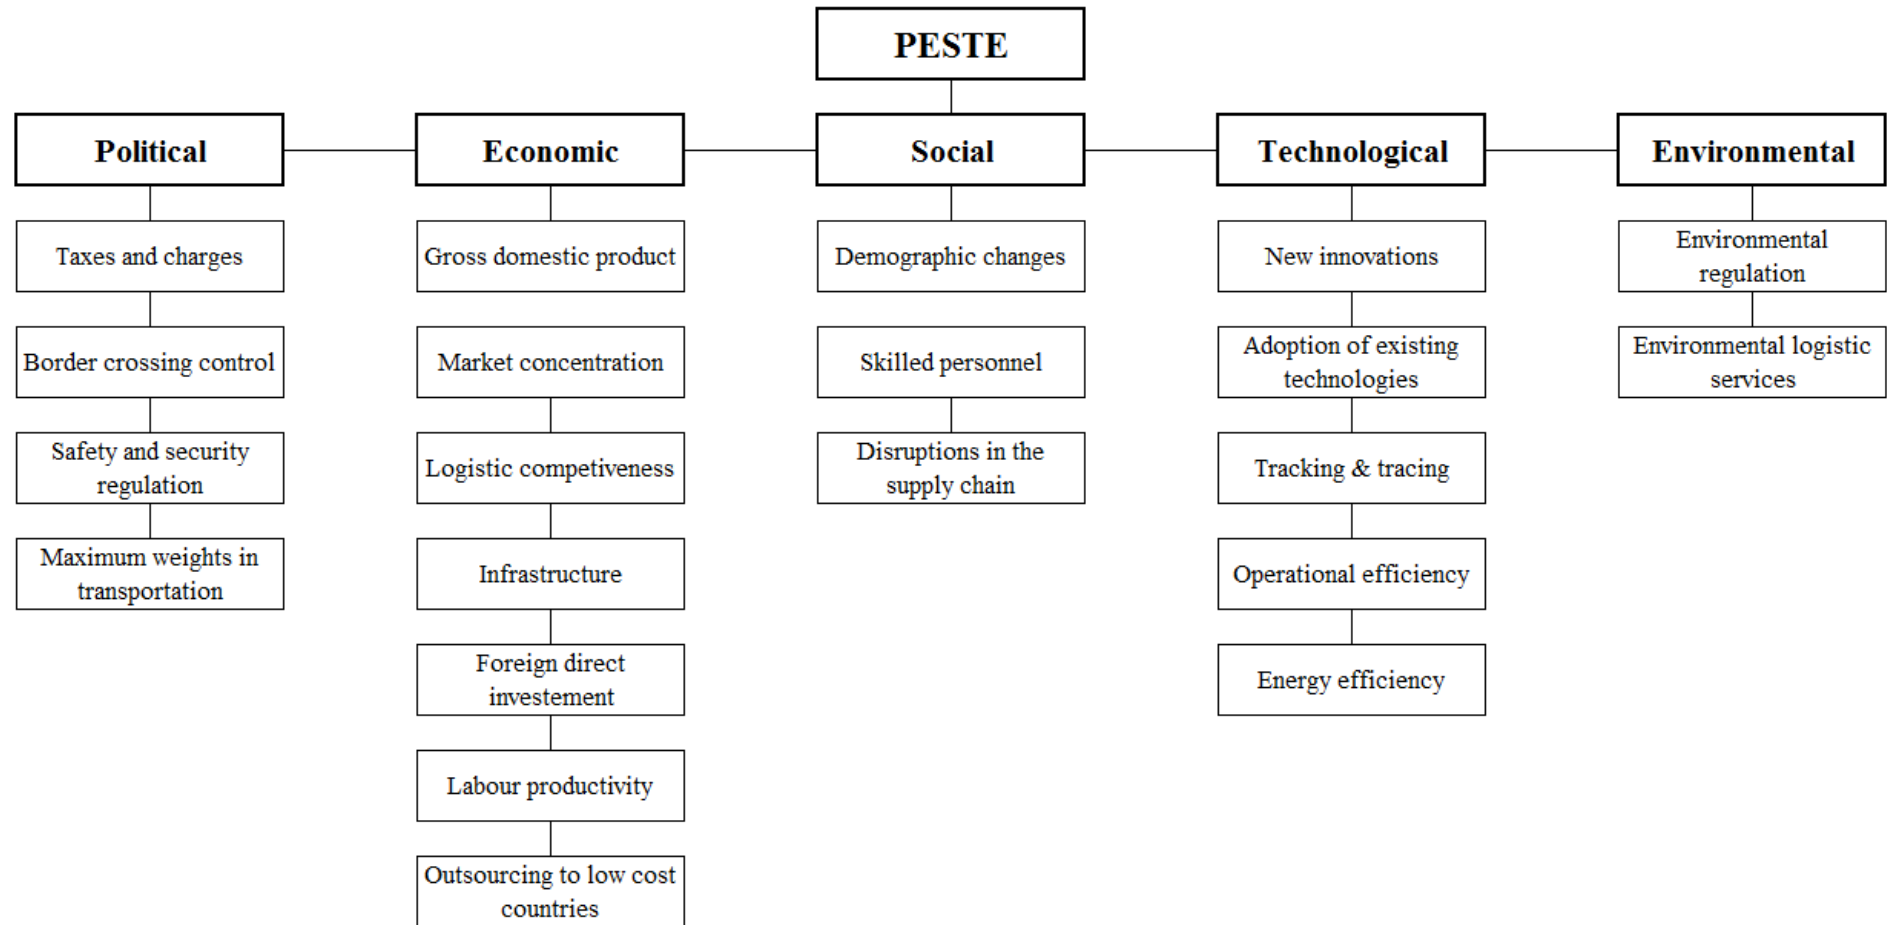 PESTE
Political
Economic
Social
Technological
Environmental
Taxes and charges
Border crossing control
Safety and security
regulation
Maximum weights in
transportation
Gross domestic product
Market concentration
Logistic competiveness
Infrastructure
Foreign direct
investement
Labour productivity
Outsourcing to low cost
countries
Demographic changes
Skilled personnel
Disruptions in the
supply chain
New innovations
Adoption of existing
technologies
Tracking & tracing
Operational efficiency
Energy efficiency
Environmental
regulation
Environmental logistic
services